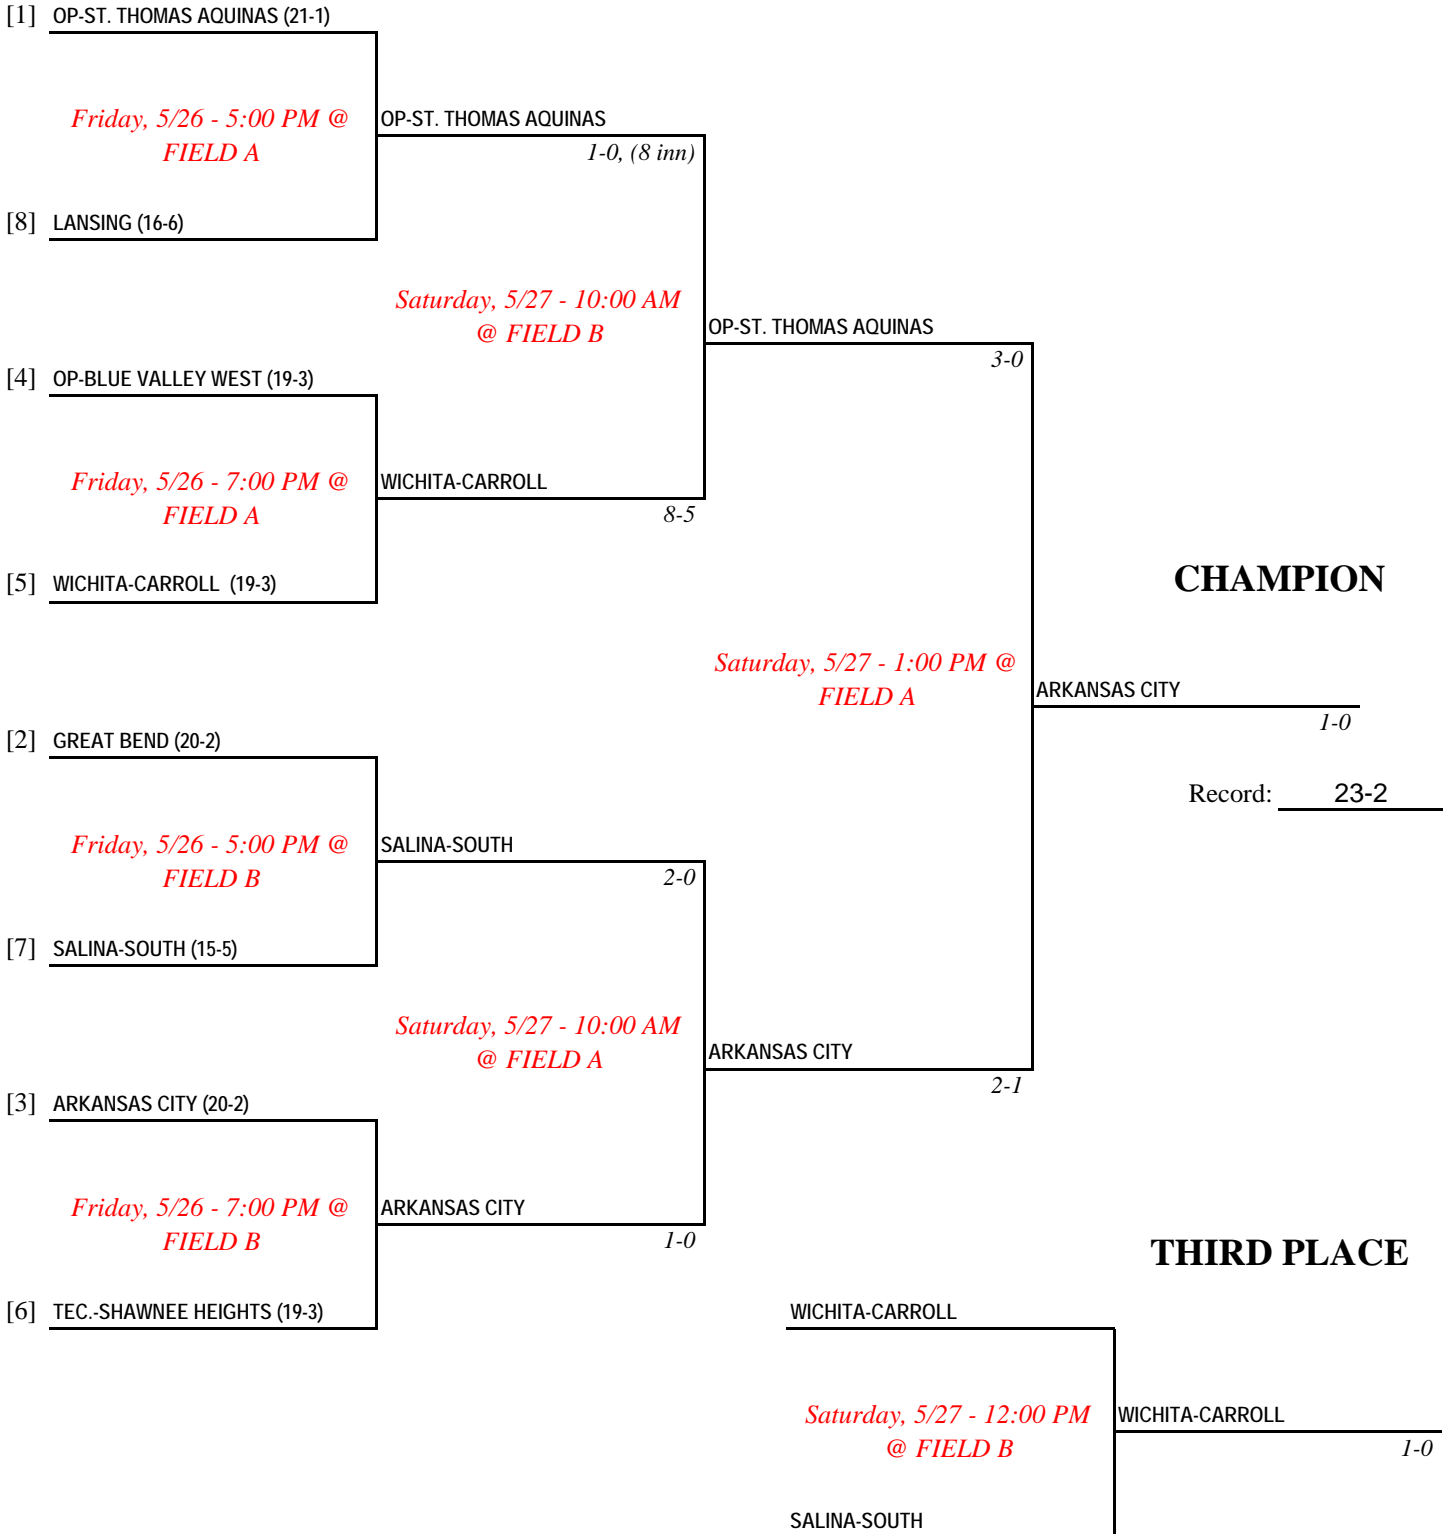 [1] OP-ST. THOMAS AQUINAS (21-1)
Friday, 5/26 - 5:00 PM @
FIELD A
OP-ST. THOMAS AQUINAS
1-0, (8 inn)
[8] LANSING (16-6)
Saturday, 5/27 - 10:00 AM
@ FIELD B
OP-ST. THOMAS AQUINAS
3-0
[4] OP-BLUE VALLEY WEST (19-3)
Friday, 5/26 - 7:00 PM @
FIELD A
WICHITA-CARROLL
8-5
[5] WICHITA-CARROLL (19-3)
CHAMPION
Saturday, 5/27 - 1:00 PM @
FIELD A
ARKANSAS CITY
1-0
Record: 23-2
[2] GREAT BEND (20-2)
Friday, 5/26 - 5:00 PM @
FIELD B
SALINA-SOUTH
2-0
[7] SALINA-SOUTH (15-5)
Saturday, 5/27 - 10:00 AM
@ FIELD A
ARKANSAS CITY
2-1
[3] ARKANSAS CITY (20-2)
Friday, 5/26 - 7:00 PM @
FIELD B
ARKANSAS CITY
1-0
[6] TEC.-SHAWNEE HEIGHTS (19-3)
THIRD PLACE
WICHITA-CARROLL
Saturday, 5/27 - 12:00 PM
@ FIELD B
WICHITA-CARROLL
1-0
SALINA-SOUTH